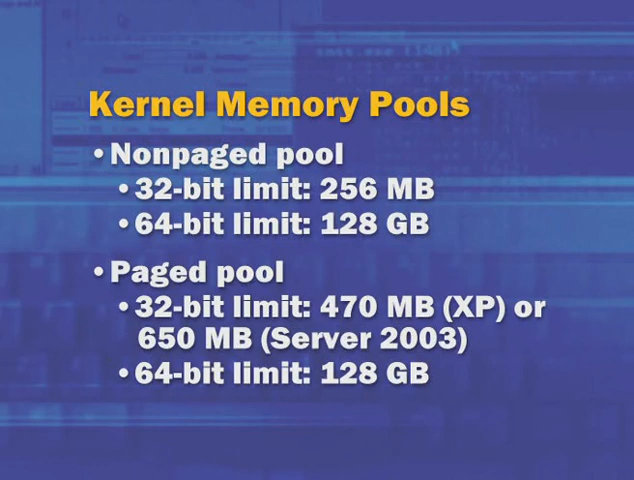 Kernel Memory Pools
•Nonpaged pool
•32-bit limit: 256 MB
•64-bit limit: 128 GB
•Paged pool
•32-bit limit: 470 MB (XP) or
650 MB (Server 2003)
•64-bit limit: 128 GB